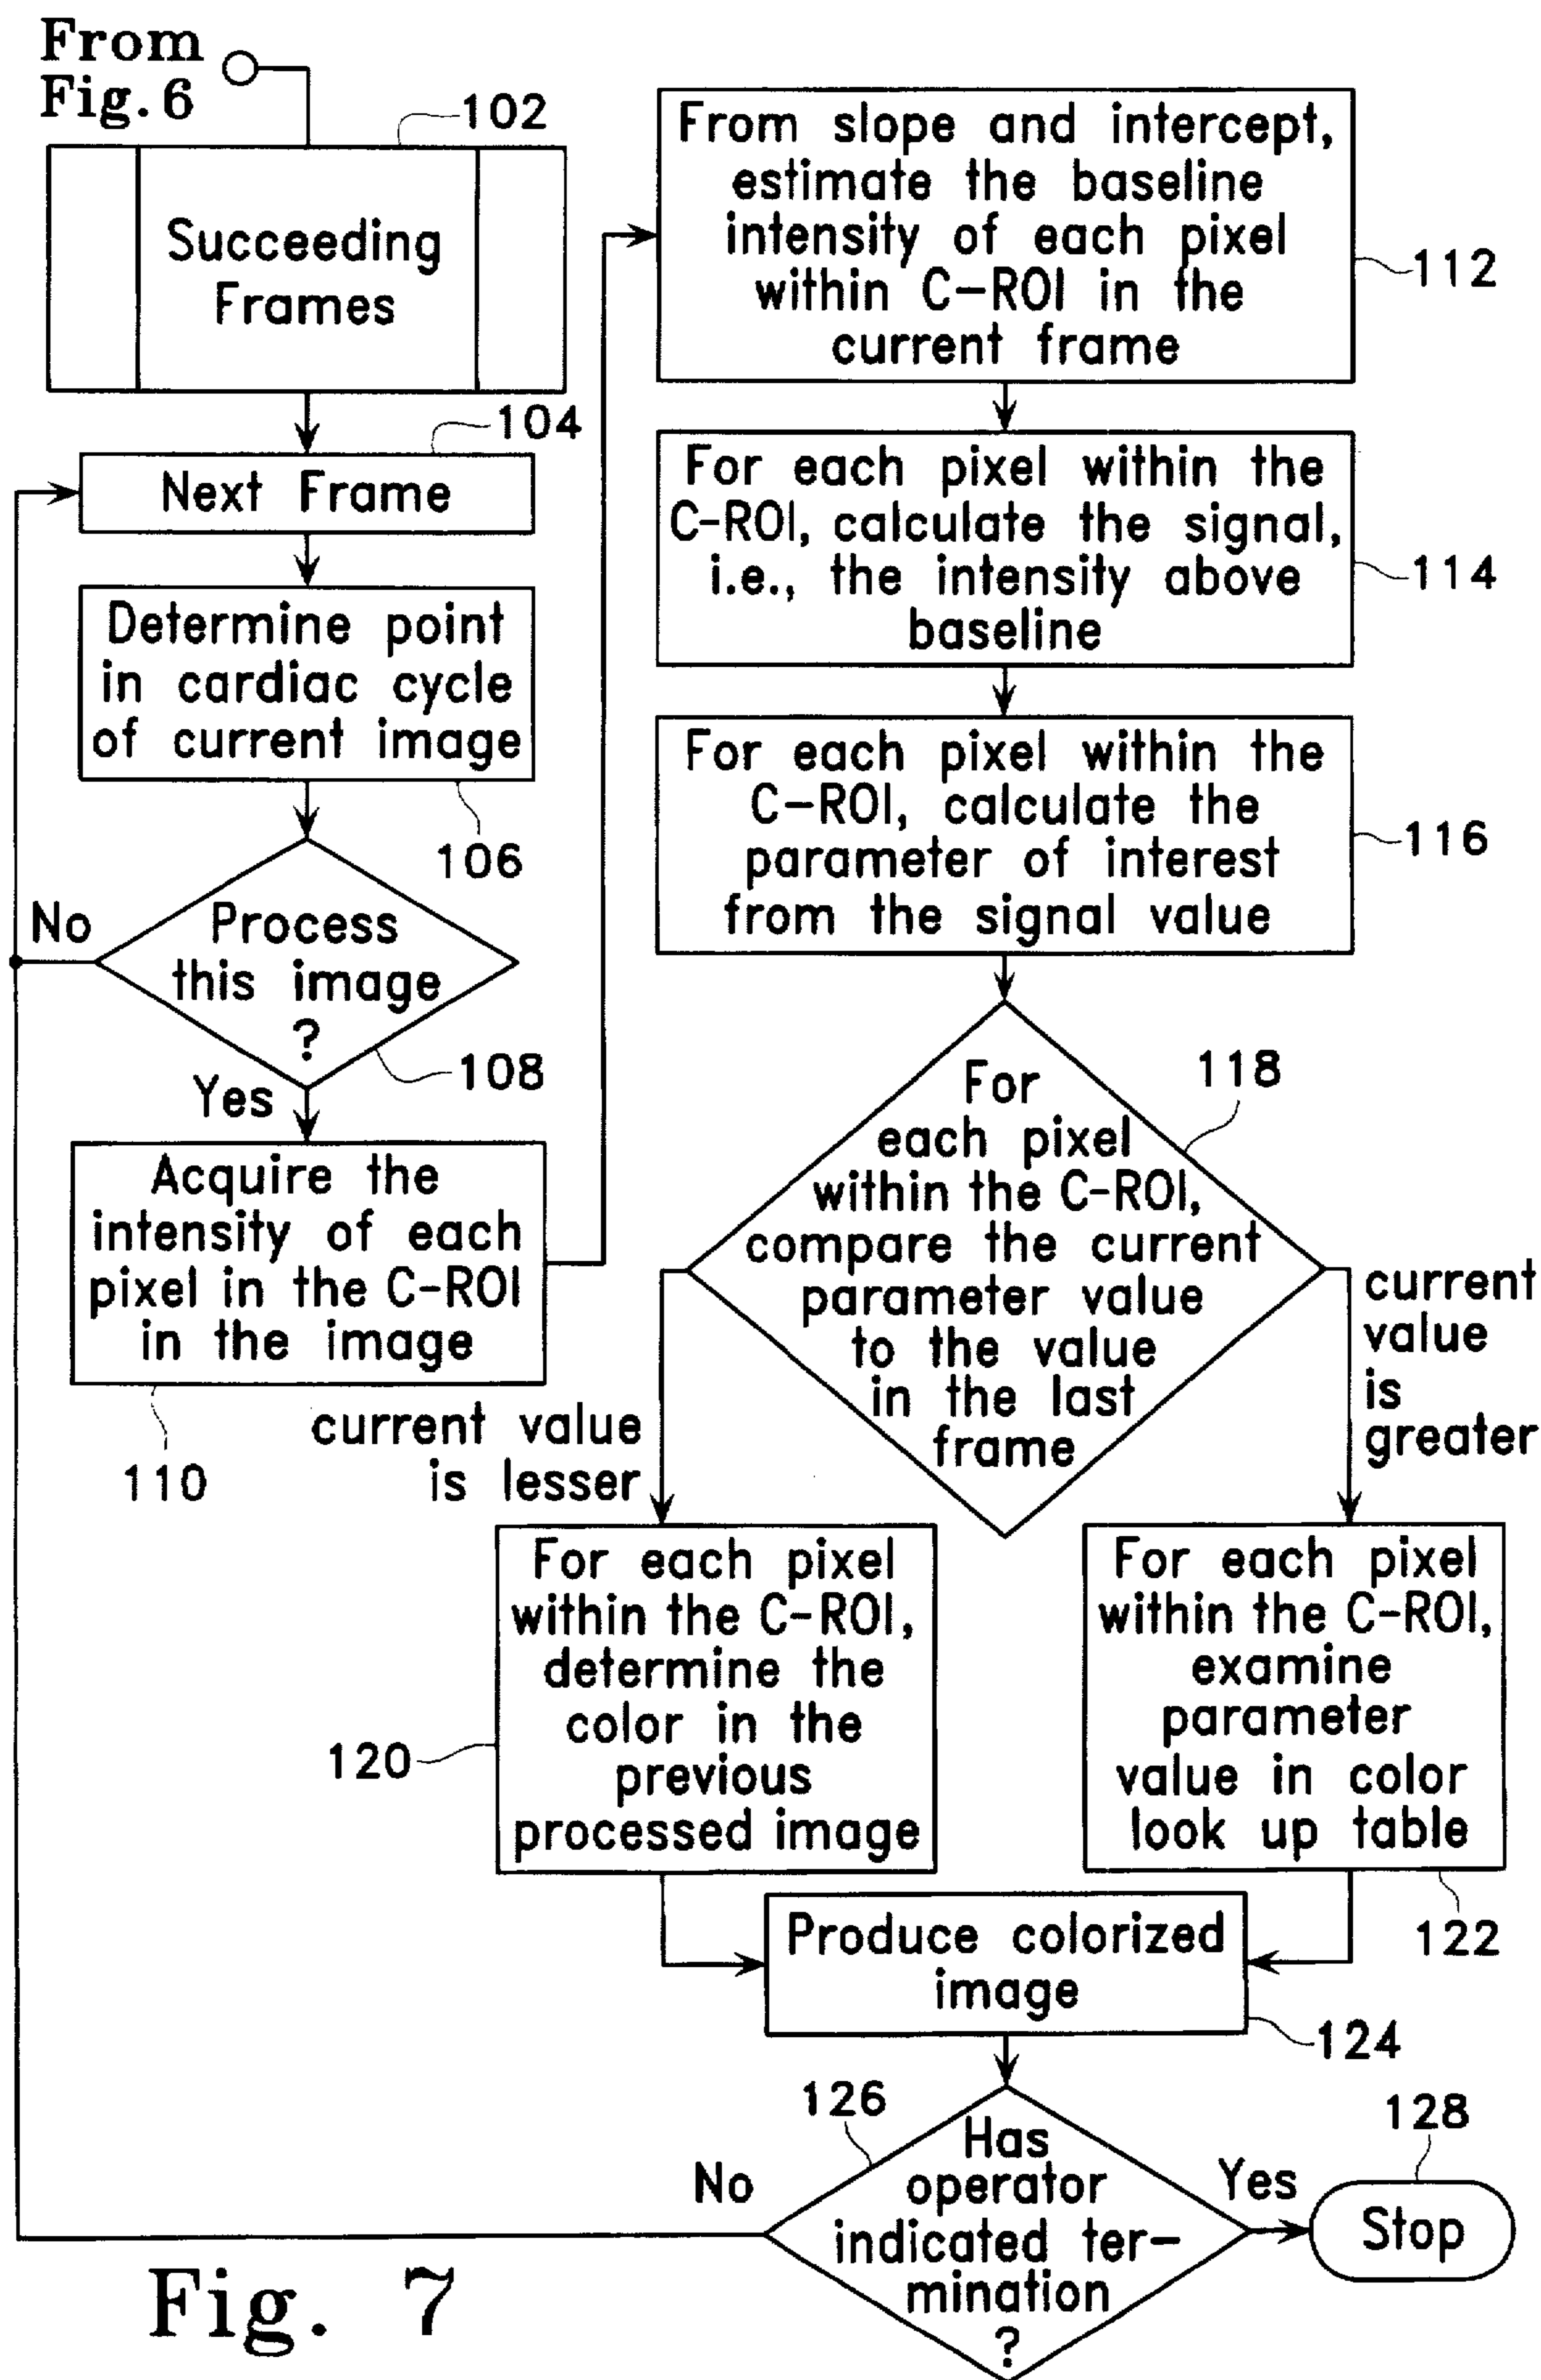 From
Fig. 6
102
Succeeding
Frames
104
Next Frame
Determine point
in cardiac cycle
of current image
106
No
Process
this image
?
108
Yes
Acquire the
intensity of each
pixel in the C-ROI
in the image
110
From slope and intercept,
estimate the baseline
intensity of each pixel
within C-ROI in the
current frame
112
For each pixel within the
C-ROI, calculate the signal,
i.e., the intensity above
baseline
114
For each pixel within the
C-ROI, calculate the
parameter of interest
from the signal value
116
For
each pixel
within the C-ROI,
compare the current
parameter value
to the value
in the last
frame
118
current value
is lesser
current
value
is
greater
For each pixel
within the C-ROI,
determine the
color in the
previous
processed image
120
For each pixel
within the C-ROI,
examine
parameter
value in color
look up table
122
Produce colorized
image
124
126
Has
operator
indicated ter-
mination
?
No
Yes
128
Stop
Fig. 7